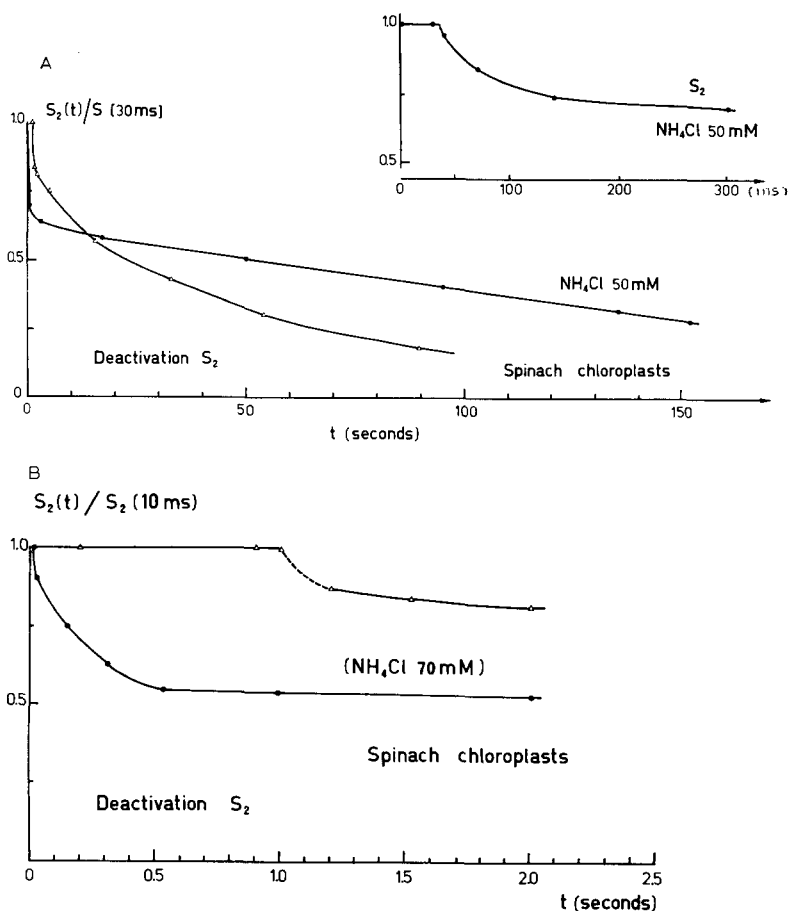 A
S₂(t)/S (30ms)
1.0
0.5
0
0
50
100
150
t (seconds)
NH₄Cl 50mM
Deactivation S₂
Spinach chloroplasts
1.0
0.5
S₂
NH₄Cl 50mM
0
100
200
300
(ms)
B
S₂(t) / S₂ (10ms)
1.0
0.5
(NH₄Cl 70mM)
Spinach chloroplasts
Deactivation S₂
0
0.5
1.0
1.5
2.0
2.5
t (seconds)